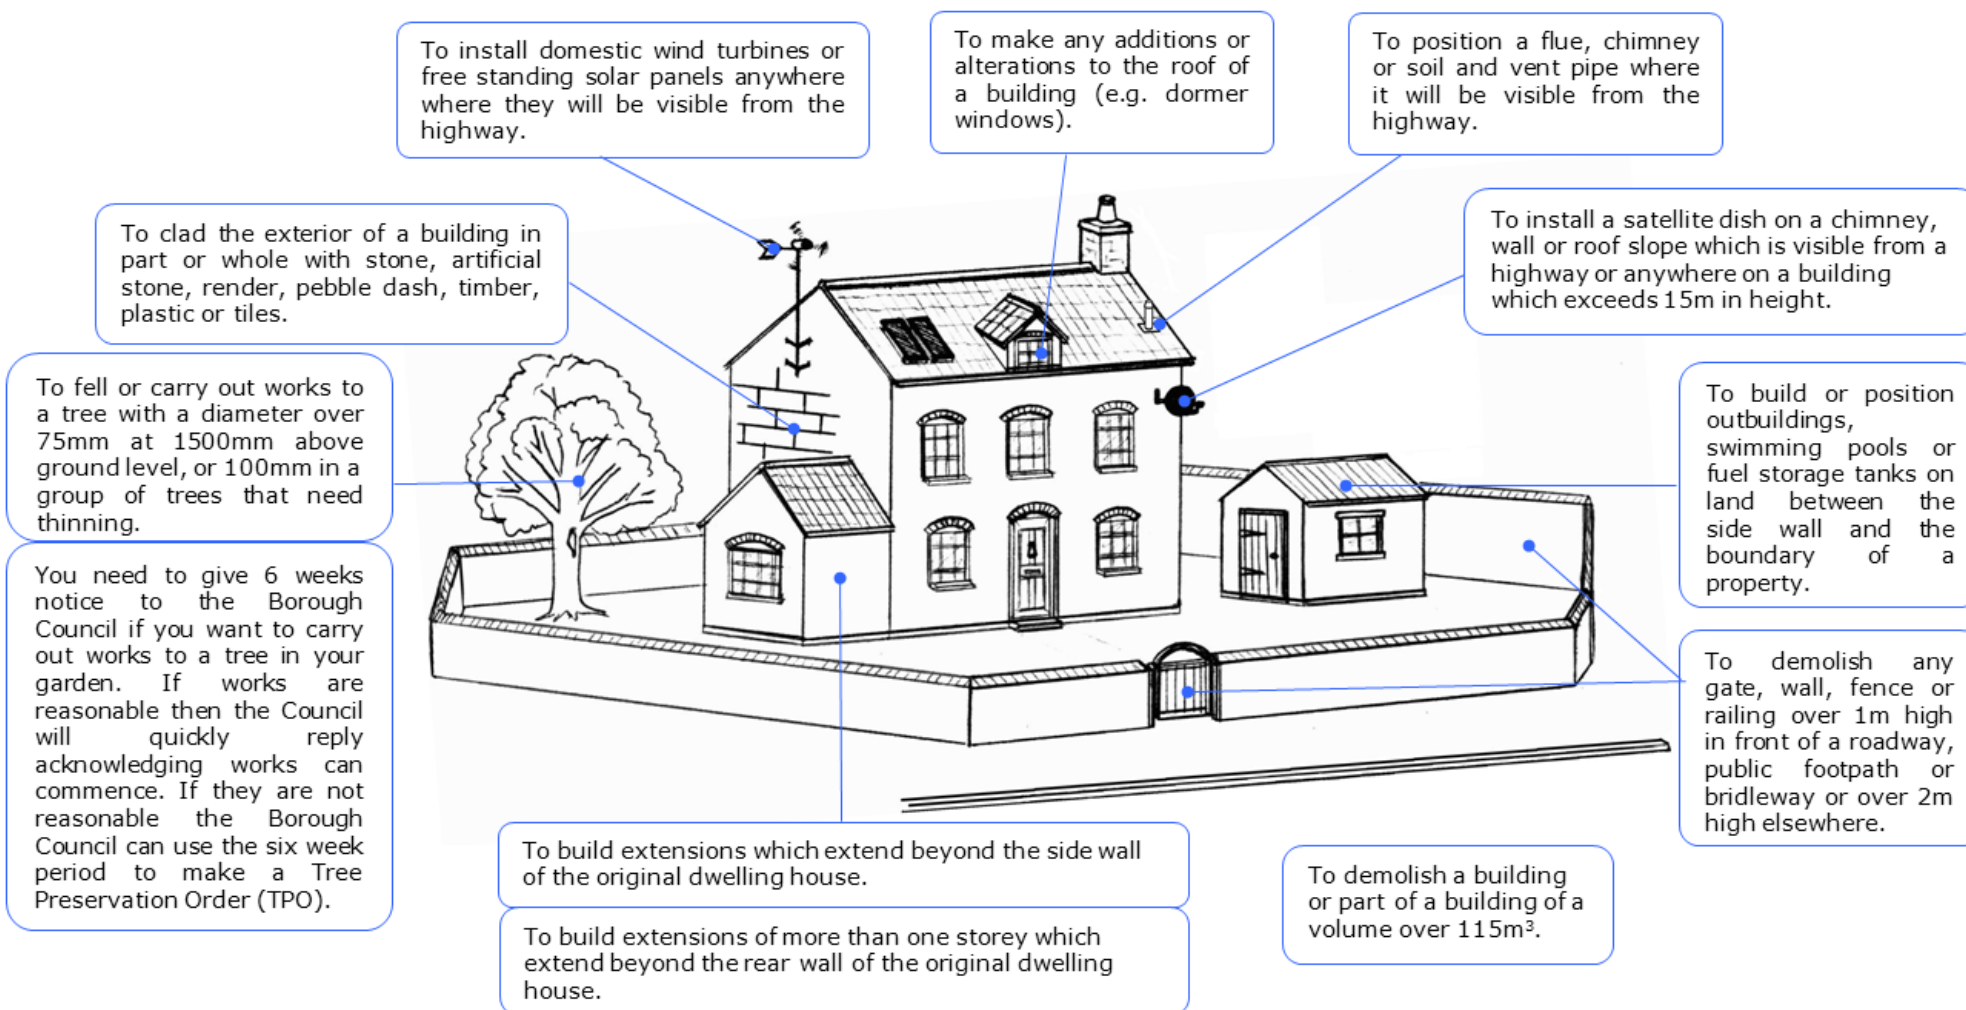 To install domestic wind turbines or
free standing solar panels anywhere
where they will be visible from the
highway.
To make any additions or
alterations to the roof of
a building (e.g. dormer
windows).
To position a flue, chimney
or soil and vent pipe where
it will be visible from the
highway.
To clad the exterior of a building in
part or whole with stone, artificial
stone, render, pebble dash, timber,
plastic or tiles.
To install a satellite dish on a chimney,
wall or roof slope which is visible from a
highway or anywhere on a building
which exceeds 15m in height.
To fell or carry out works to
a tree with a diameter over
75mm at 1500mm above
ground level, or 100mm in a
group of trees that need
thinning.
To build or position
outbuildings,
swimming pools or
fuel storage tanks on
land between the
side wall and the
boundary of a
property.
You need to give 6 weeks
notice to the Borough
Council if you want to carry
out works to a tree in your
garden. If works are
reasonable then the Council
will quickly reply
acknowledging works can
commence. If they are not
reasonable the Borough
Council can use the six week
period to make a Tree
Preservation Order (TPO).
To demolish any
gate, wall, fence or
railing over 1m high
in front of a roadway,
public footpath or
bridleway or over 2m
high elsewhere.
To build extensions which extend beyond the side wall
of the original dwelling house.
To build extensions of more than one storey which
extend beyond the rear wall of the original dwelling
house.
To demolish a building
or part of a building of a
volume over 115m³.